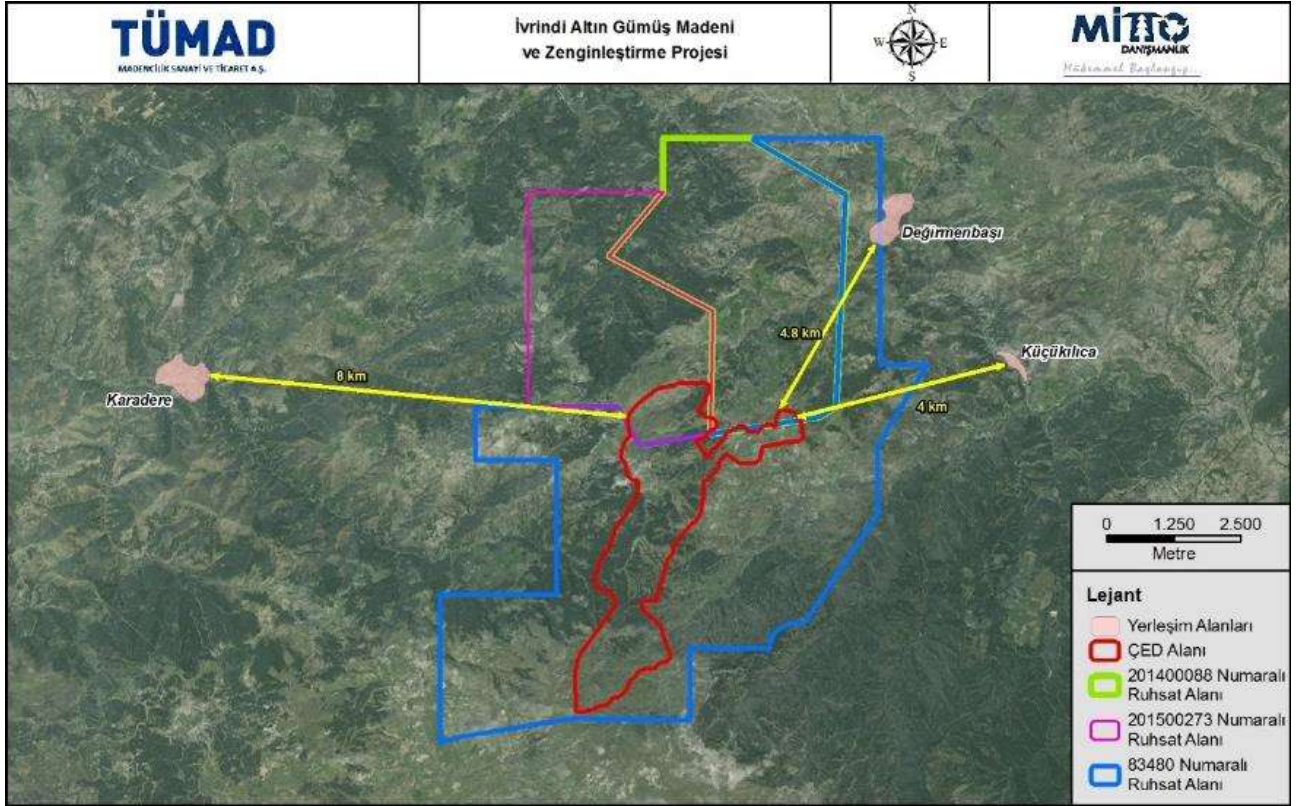 TÜMAD
MADENCİLİK SANAYİ VE TİCARET A.Ş.
İvrindi Altın Gümüş Madeni
ve Zenginleştirme Projesi
N
W
E
S
MİTTO
DANIŞMANLIK
Mükemmel Başlangıç...
Değirmenbaşı
4.8 km
Küçükılıca
8 km
Karadere
4 km
0 1.250 2.500
Metre
Lejant
Yerleşim Alanları
ÇED Alanı
201400088 Numaralı
Ruhsat Alanı
201500273 Numaralı
Ruhsat Alanı
83480 Numaralı
Ruhsat Alanı